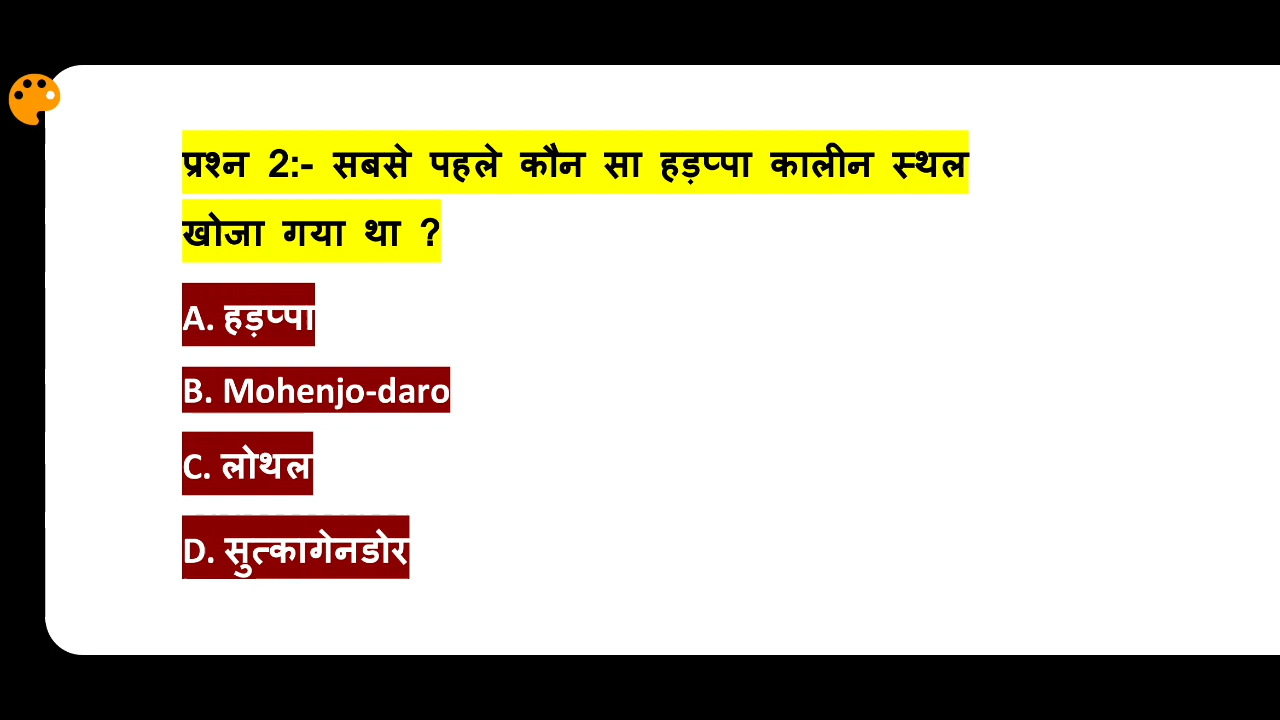 प्रश्न 2:- सबसे पहले कौन सा हड़प्पा कालीन स्थल
खोजा गया था ?
A. हड़प्पा
B. Mohenjo-daro
C. लोथल
D. सुत्कागेनडोर